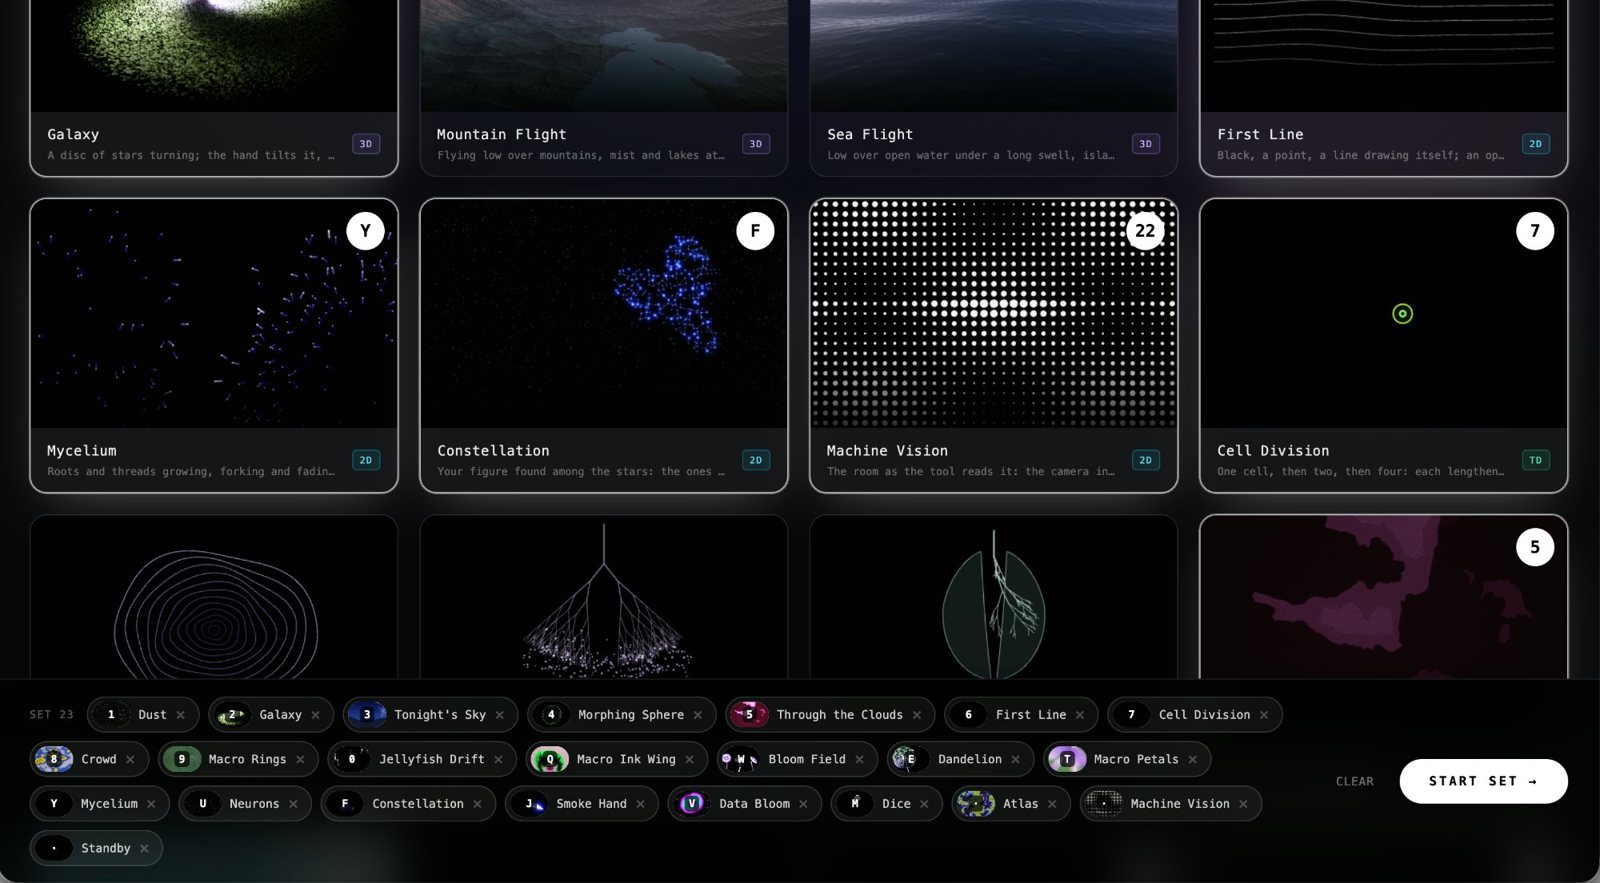 Galaxy
A disc of stars turning; the hand tilts it, …
3D
Mountain Flight
Flying low over mountains, mist and lakes at…
3D
Sea Flight
Low over open water under a long swell, isla…
3D
First Line
Black, a point, a line drawing itself; an op…
2D
Y
Mycelium
Roots and threads growing, forking and fadin…
2D
F
Constellation
Your figure found among the stars: the ones …
2D
22
Machine Vision
The room as the tool reads it: the camera in…
2D
7
Cell Division
One cell, then two, then four: each lengthen…
TD
5
SET 23
1 Dust ×
2 Galaxy ×
3 Tonight's Sky ×
4 Morphing Sphere ×
5 Through the Clouds ×
6 First Line ×
7 Cell Division ×
8 Crowd ×
9 Macro Rings ×
0 Jellyfish Drift ×
Q Macro Ink Wing ×
W Bloom Field ×
E Dandelion ×
T Macro Petals ×
Y Mycelium ×
U Neurons ×
F Constellation ×
J Smoke Hand ×
V Data Bloom ×
M Dice ×
· Atlas ×
· Machine Vision ×
· Standby ×
CLEAR
START SET →